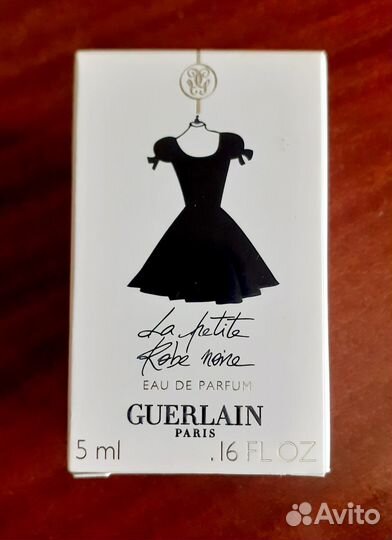 La petite
Robe noire
EAU DE PARFUM
GUERLAIN
PARIS
5 ml .16 FL OZ
Avito